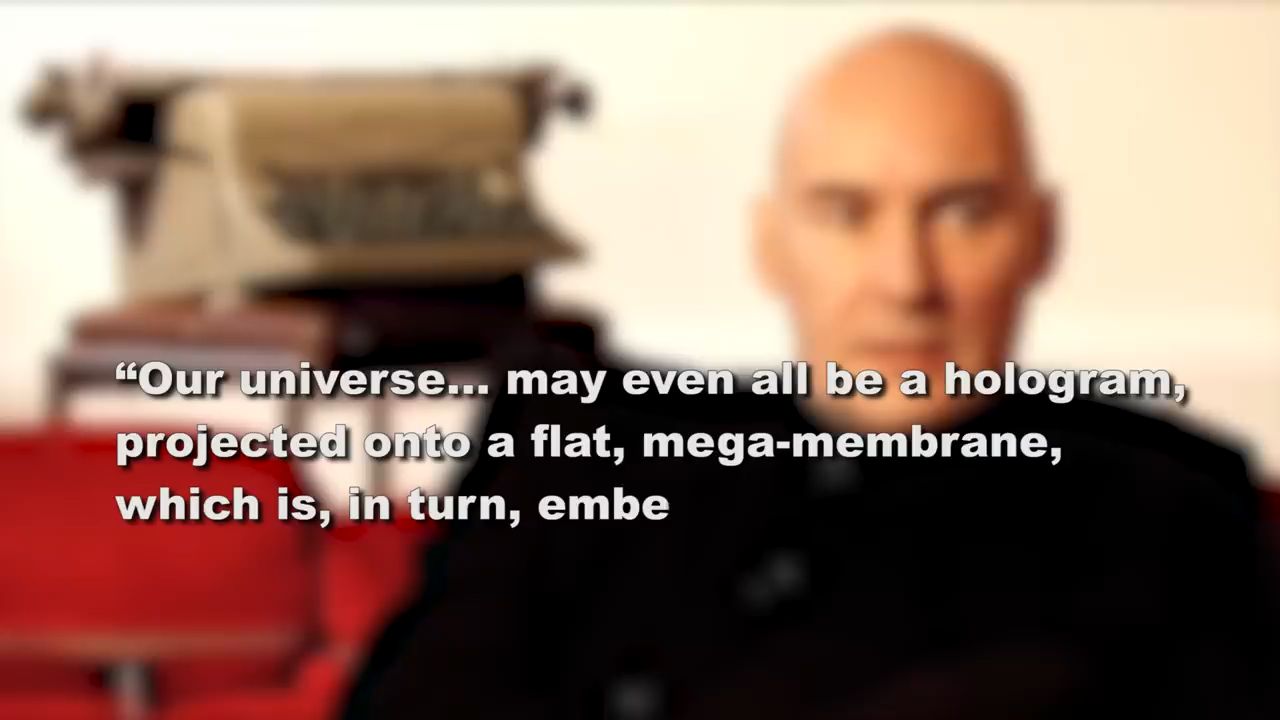 “Our universe... may even all be a hologram,
projected onto a flat, mega-membrane,
which is, in turn, embe